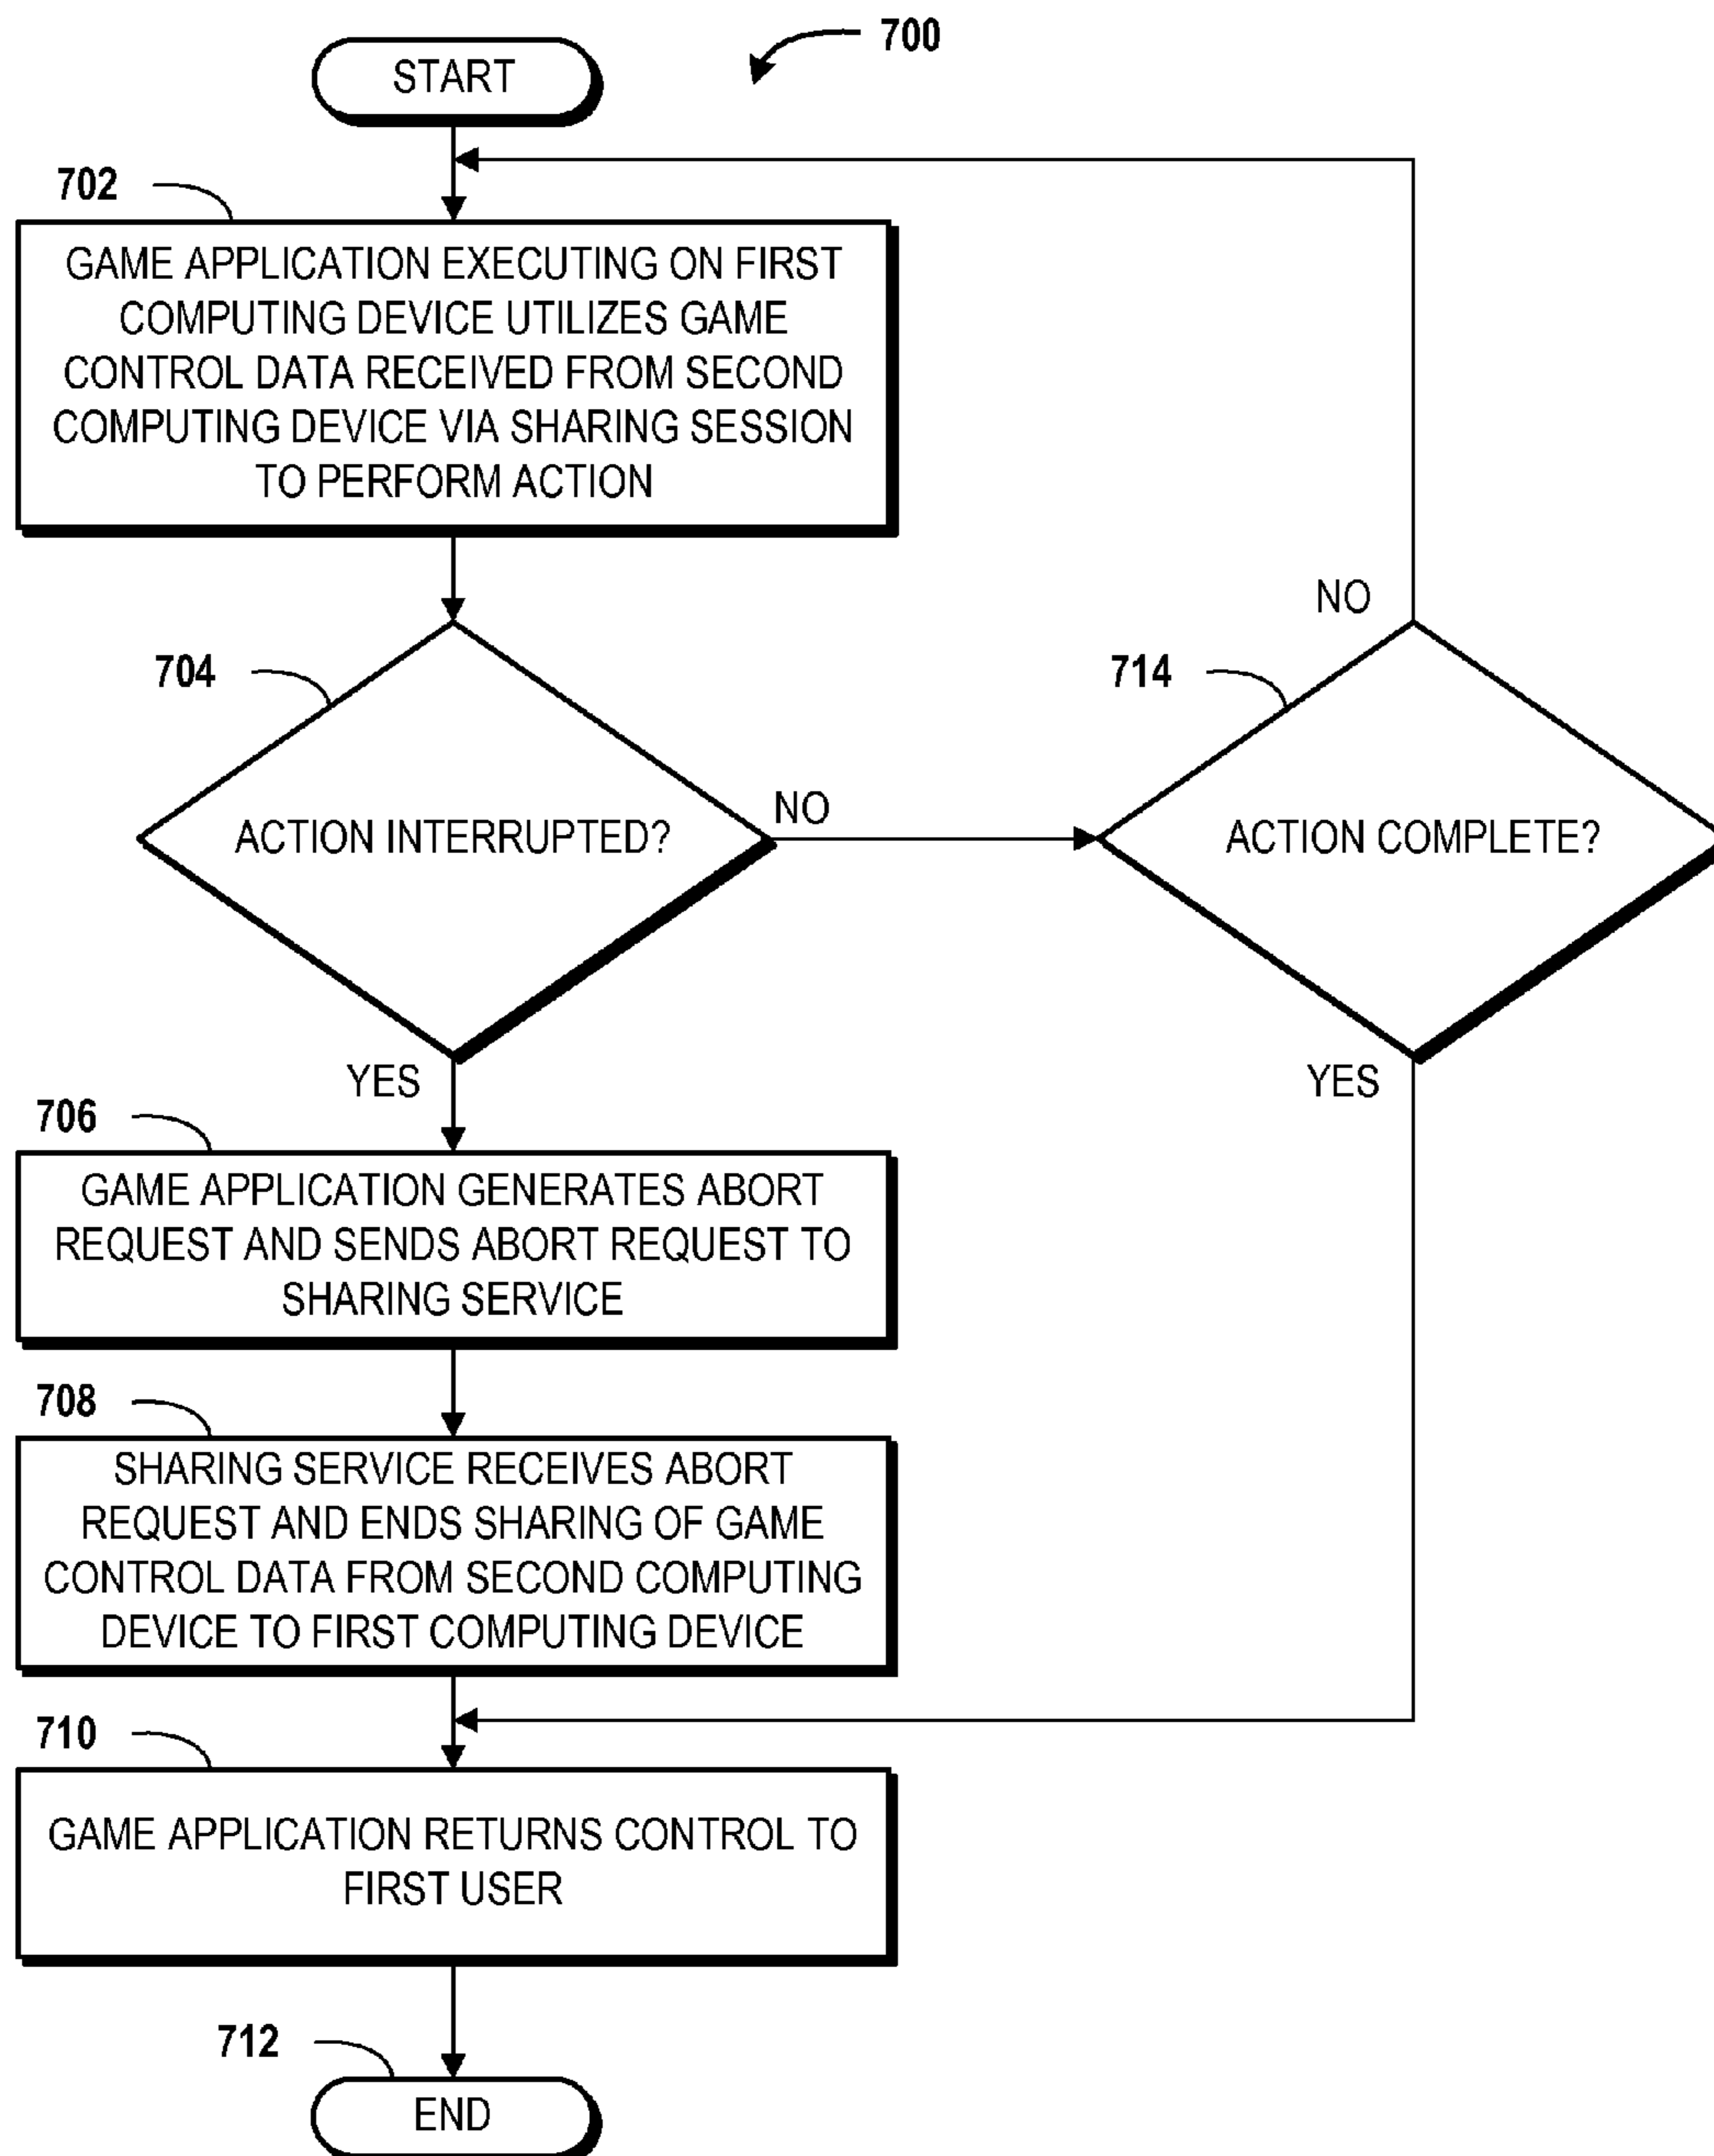 700
START
702
GAME APPLICATION EXECUTING ON FIRST
COMPUTING DEVICE UTILIZES GAME
CONTROL DATA RECEIVED FROM SECOND
COMPUTING DEVICE VIA SHARING SESSION
TO PERFORM ACTION
NO
704
714
ACTION INTERRUPTED?
NO
ACTION COMPLETE?
YES
YES
706
GAME APPLICATION GENERATES ABORT
REQUEST AND SENDS ABORT REQUEST TO
SHARING SERVICE
708
SHARING SERVICE RECEIVES ABORT
REQUEST AND ENDS SHARING OF GAME
CONTROL DATA FROM SECOND COMPUTING
DEVICE TO FIRST COMPUTING DEVICE
710
GAME APPLICATION RETURNS CONTROL TO
FIRST USER
712
END